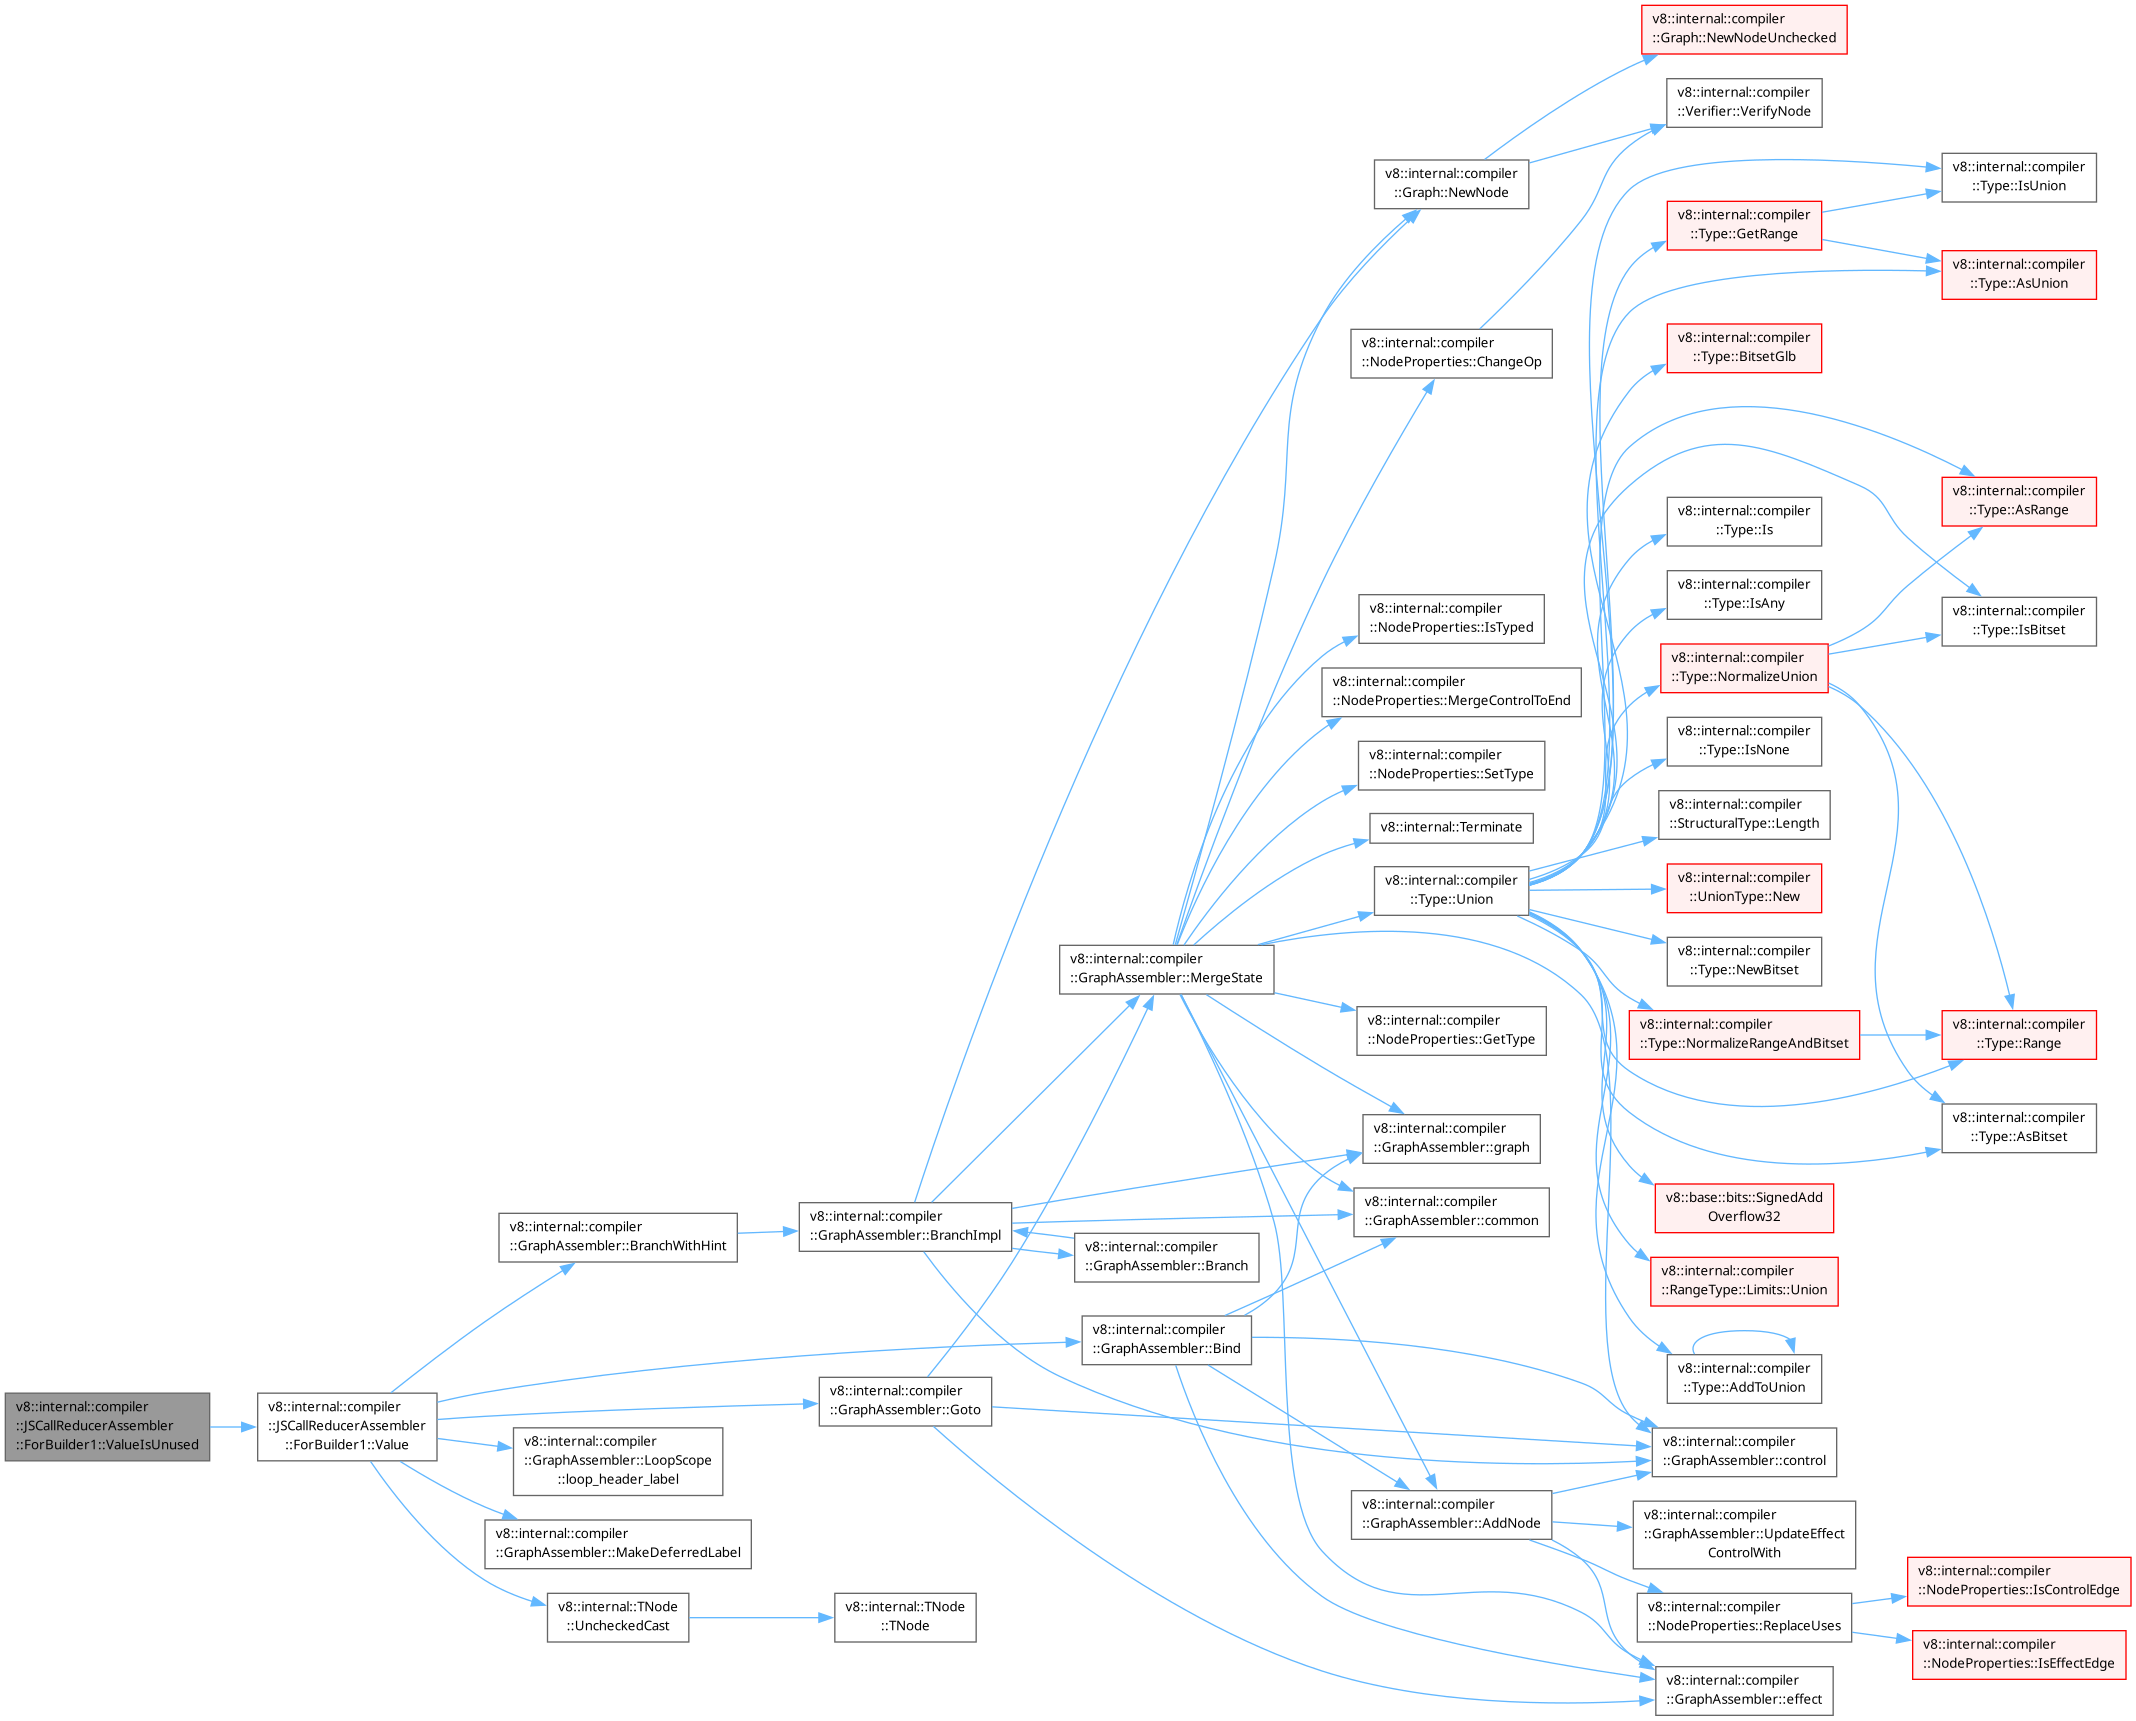 v8::internal::compiler
::JSCallReducerAssembler
::ForBuilder1::ValueIsUnused
v8::internal::compiler
::JSCallReducerAssembler
::ForBuilder1::Value
v8::internal::compiler
::GraphAssembler::BranchWithHint
v8::internal::compiler
::GraphAssembler::LoopScope
::loop_header_label
v8::internal::compiler
::GraphAssembler::MakeDeferredLabel
v8::internal::TNode
::UncheckedCast
v8::internal::compiler
::GraphAssembler::BranchImpl
v8::internal::compiler
::GraphAssembler::Goto
v8::internal::TNode
::TNode
v8::internal::compiler
::GraphAssembler::MergeState
v8::internal::compiler
::GraphAssembler::Branch
v8::internal::compiler
::GraphAssembler::Bind
v8::internal::compiler
::Graph::NewNode
v8::internal::compiler
::NodeProperties::ChangeOp
v8::internal::compiler
::NodeProperties::IsTyped
v8::internal::compiler
::NodeProperties::MergeControlToEnd
v8::internal::compiler
::NodeProperties::SetType
v8::internal::Terminate
v8::internal::compiler
::Type::Union
v8::internal::compiler
::NodeProperties::GetType
v8::internal::compiler
::GraphAssembler::graph
v8::internal::compiler
::GraphAssembler::common
v8::internal::compiler
::GraphAssembler::AddNode
v8::internal::compiler
::Graph::NewNodeUnchecked
v8::internal::compiler
::Verifier::VerifyNode
v8::internal::compiler
::Type::GetRange
v8::internal::compiler
::Type::BitsetGlb
v8::internal::compiler
::Type::Is
v8::internal::compiler
::Type::IsAny
v8::internal::compiler
::Type::NormalizeUnion
v8::internal::compiler
::Type::IsNone
v8::internal::compiler
::StructuralType::Length
v8::internal::compiler
::UnionType::New
v8::internal::compiler
::Type::NewBitset
v8::internal::compiler
::Type::NormalizeRangeAndBitset
v8::base::bits::SignedAdd
Overflow32
v8::internal::compiler
::RangeType::Limits::Union
v8::internal::compiler
::Type::AddToUnion
v8::internal::compiler
::GraphAssembler::control
v8::internal::compiler
::GraphAssembler::UpdateEffect
ControlWith
v8::internal::compiler
::NodeProperties::ReplaceUses
v8::internal::compiler
::GraphAssembler::effect
v8::internal::compiler
::Type::IsUnion
v8::internal::compiler
::Type::AsUnion
v8::internal::compiler
::Type::AsRange
v8::internal::compiler
::Type::IsBitset
v8::internal::compiler
::Type::Range
v8::internal::compiler
::Type::AsBitset
v8::internal::compiler
::NodeProperties::IsControlEdge
v8::internal::compiler
::NodeProperties::IsEffectEdge